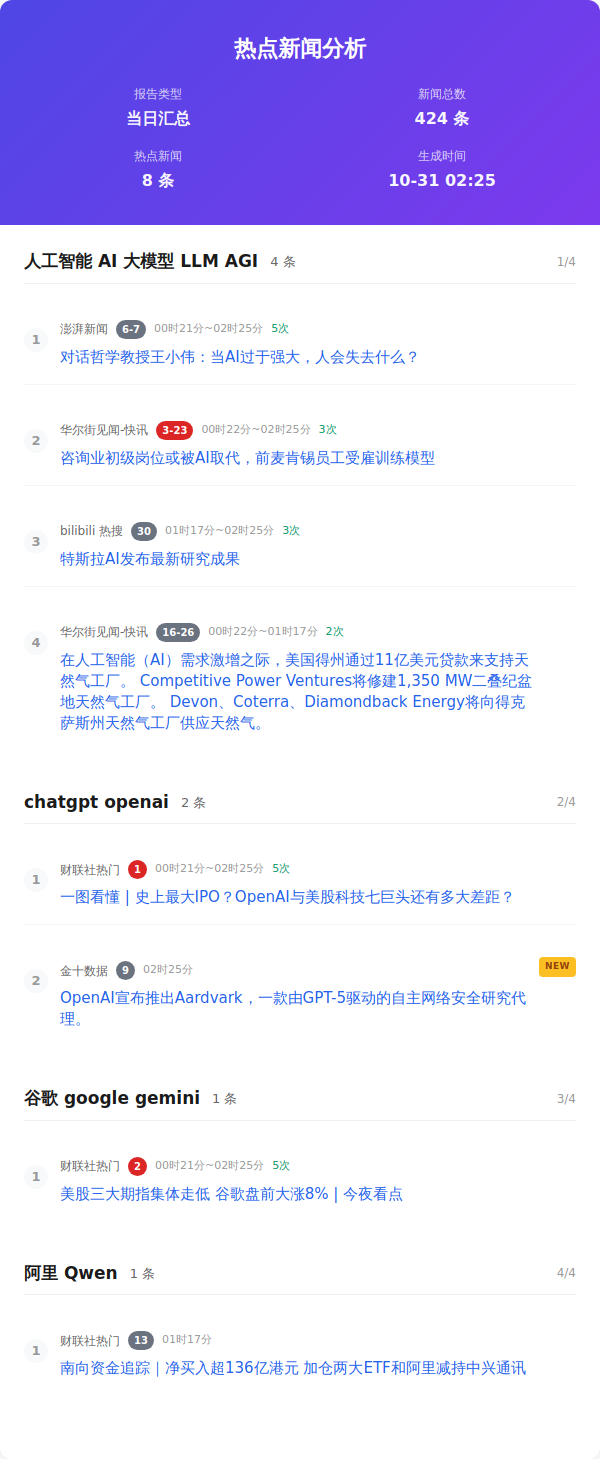 热点新闻分析
报告类型
新闻总数
当日汇总
424 条
热点新闻
生成时间
8 条
10-31 02:25
人工智能 AI 大模型 LLM AGI 4 条 1/4
1
澎湃新闻 6-7 00时21分~02时25分 5次
对话哲学教授王小伟：当AI过于强大，人会失去什么？
2
华尔街见闻-快讯 3-23 00时22分~02时25分 3次
咨询业初级岗位或被AI取代，前麦肯锡员工受雇训练模型
3
bilibili 热搜 30 01时17分~02时25分 3次
特斯拉AI发布最新研究成果
4
华尔街见闻-快讯 16-26 00时22分~01时17分 2次
在人工智能（AI）需求激增之际，美国得州通过11亿美元贷款来支持天
然气工厂。 Competitive Power Ventures将修建1,350 MW二叠纪盆
地天然气工厂。 Devon、Coterra、Diamondback Energy将向得克
萨斯州天然气工厂供应天然气。
chatgpt openai 2 条 2/4
1
财联社热门 1 00时21分~02时25分 5次
一图看懂 | 史上最大IPO？OpenAI与美股科技七巨头还有多大差距？
2
金十数据 9 02时25分 NEW
OpenAI宣布推出Aardvark，一款由GPT-5驱动的自主网络安全研究代
理。
谷歌 google gemini 1 条 3/4
1
财联社热门 2 00时21分~02时25分 5次
美股三大期指集体走低 谷歌盘前大涨8% | 今夜看点
阿里 Qwen 1 条 4/4
1
财联社热门 13 01时17分
南向资金追踪｜净买入超136亿港元 加仓两大ETF和阿里减持中兴通讯